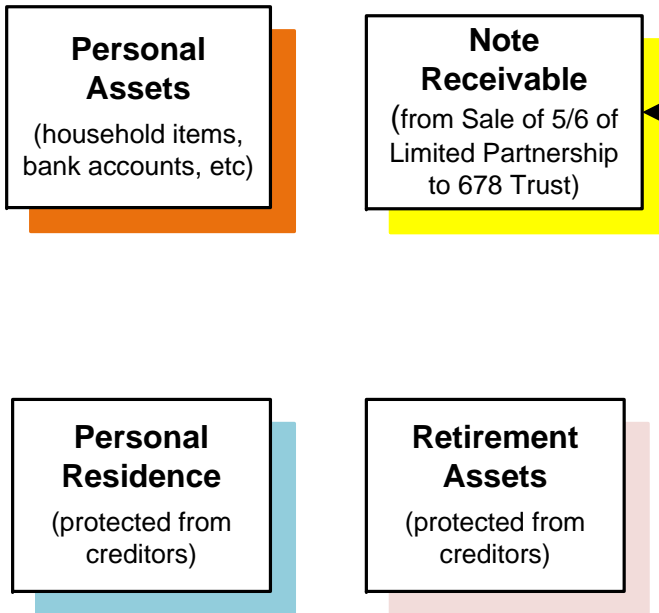 Personal
Assets
(household items,
bank accounts, etc)
Note
Receivable
(from Sale of 5/6 of
Limited Partnership
to 678 Trust)
Personal
Residence
(protected from
creditors)
Retirement
Assets
(protected from
creditors)